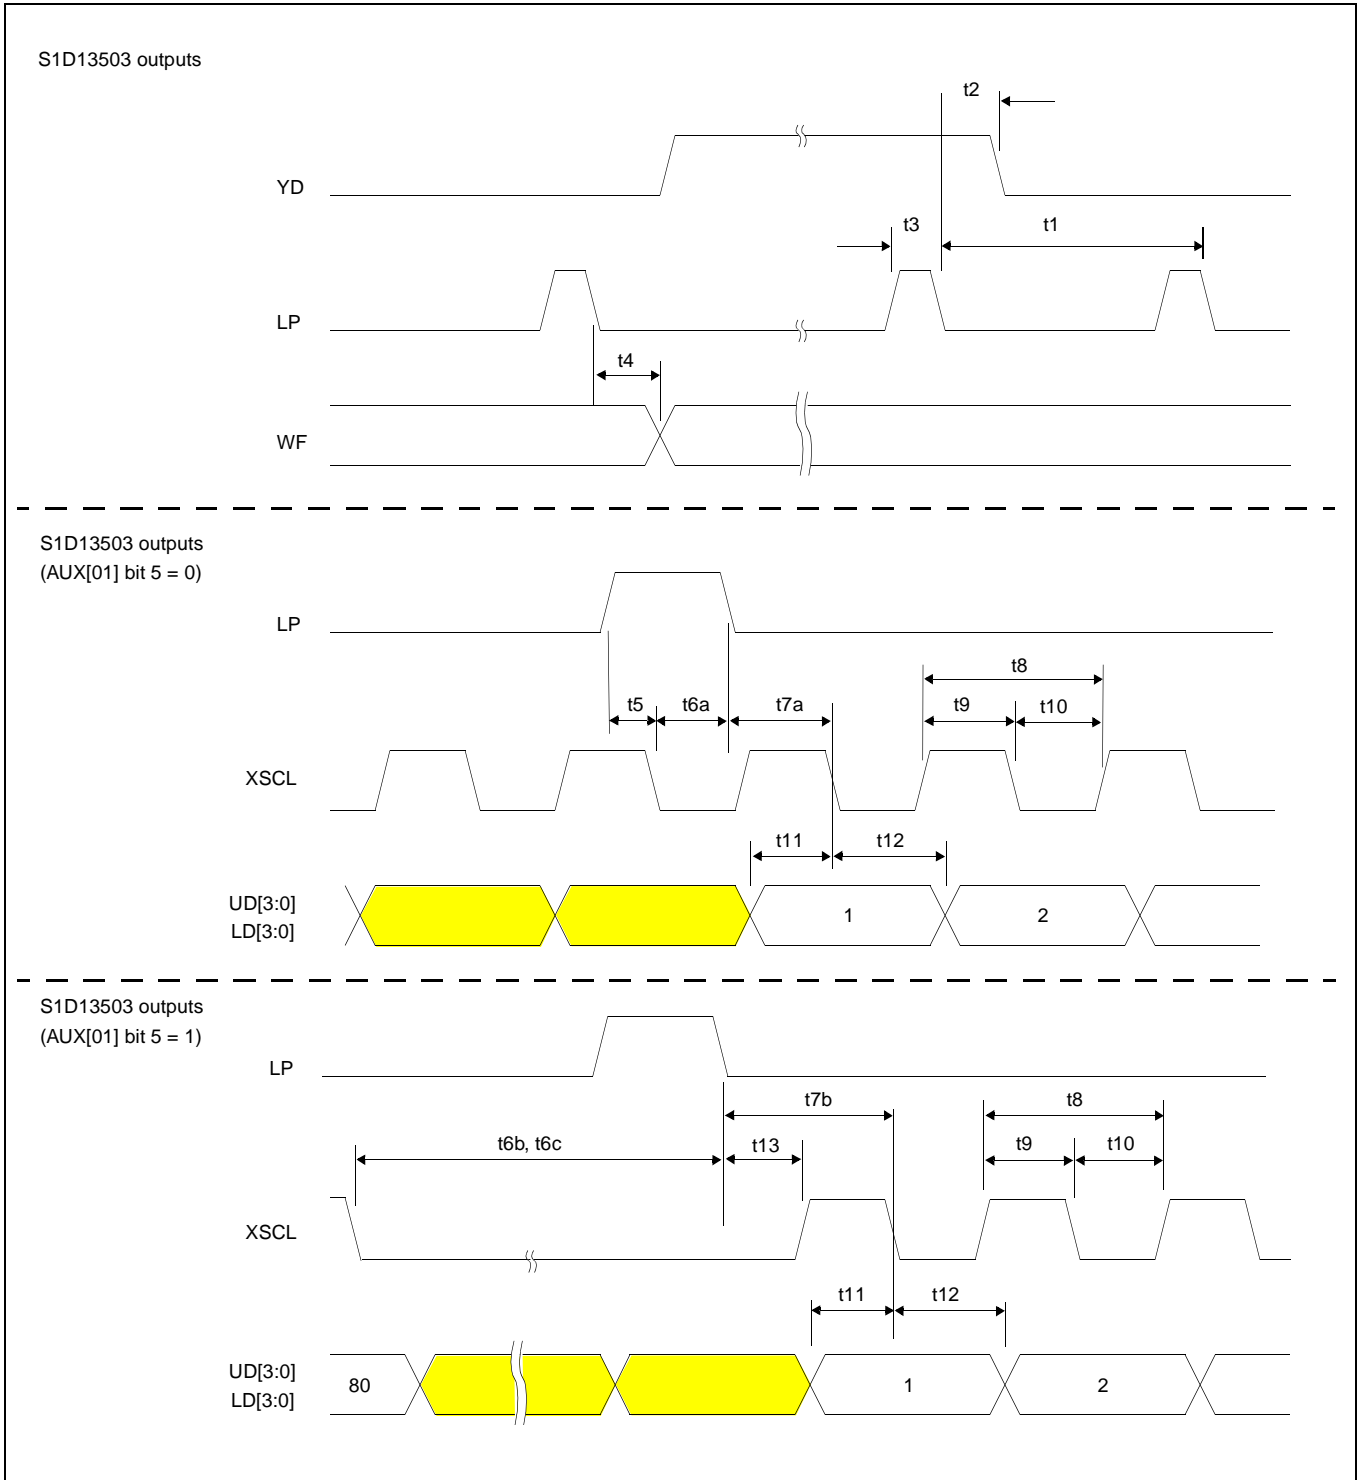 S1D13503 outputs
t2
YD
t3
t1
LP
t4
WF
S1D13503 outputs
(AUX[01] bit 5 = 0)
LP
t8
t5
t6a
t7a
t9
t10
XSCL
t11
t12
UD[3:0]
LD[3:0]
1
2
S1D13503 outputs
(AUX[01] bit 5 = 1)
LP
t7b
t8
t6b, t6c
t13
t9
t10
XSCL
t11
t12
UD[3:0]
LD[3:0]
80
1
2